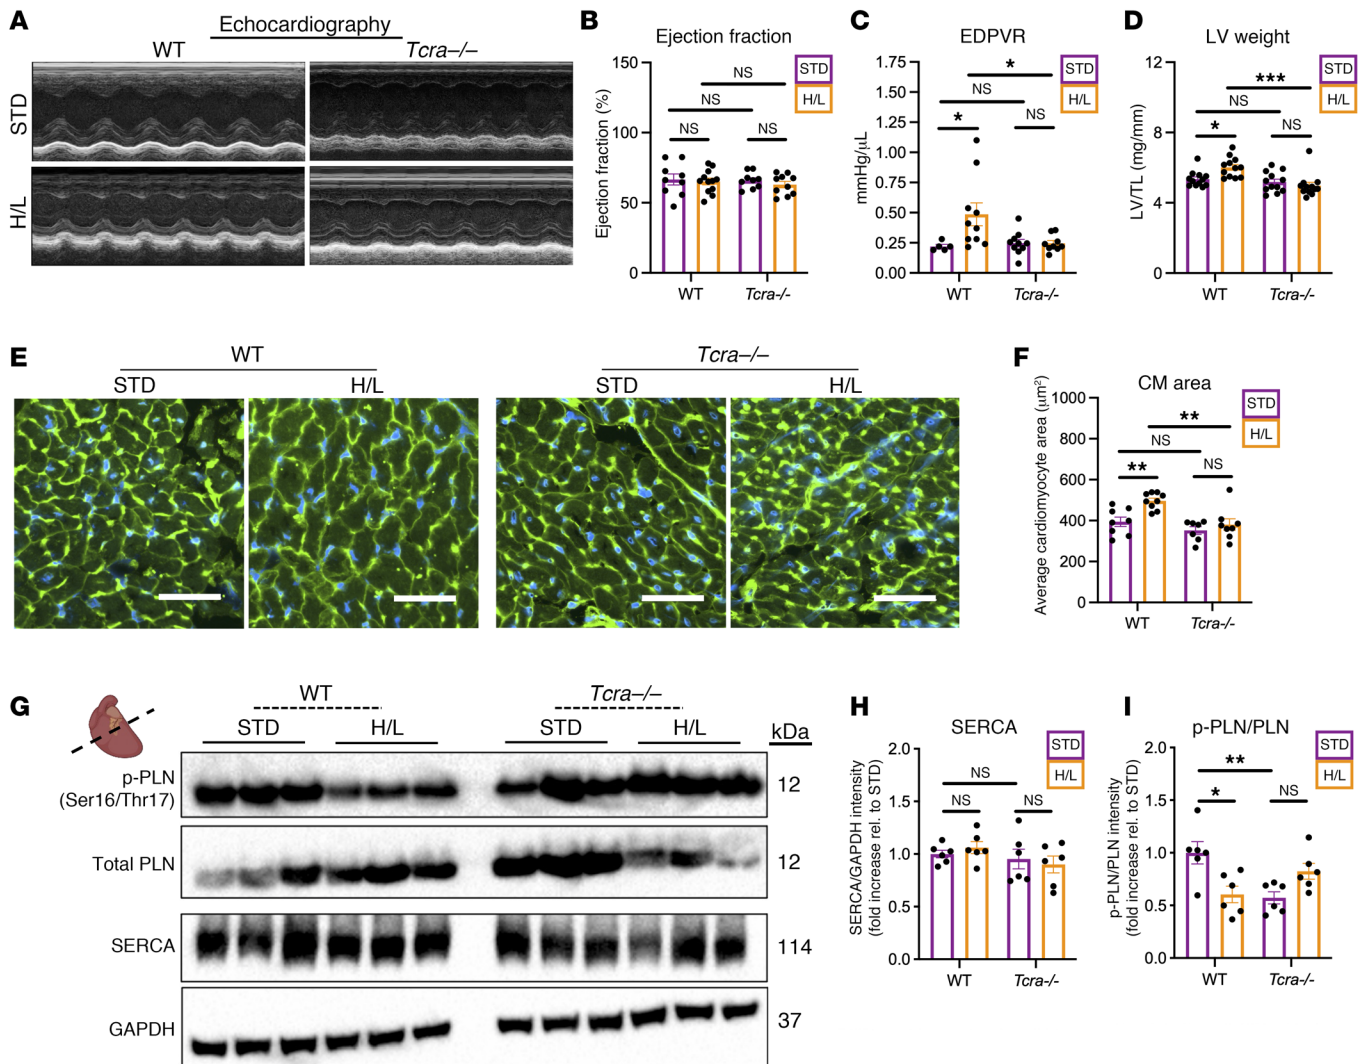 A
Echocardiography
WT
Tcra–/–
STD
H/L
B
Ejection fraction
Ejection fraction (%)
150
100
50
0
NS
NS
NS
NS
STD
H/L
WT
Tcra-/-
C
EDPVR
mmHg/μL
1.75
1.50
1.25
1.00
0.75
0.50
0.25
0.00
*
NS
*
NS
STD
H/L
WT
Tcra-/-
D
LV weight
LV/TL (mg/mm)
12
8
4
0
***
NS
*
NS
STD
H/L
WT
Tcra-/-
E
WT
STD
H/L
Tcra–/–
STD
H/L
F
CM area
Average cardiomyocyte area (μm²)
1000
800
600
400
200
0
**
NS
**
NS
STD
H/L
WT
Tcra-/-
G
WT
Tcra–/–
STD
H/L
STD
H/L
kDa
p-PLN
(Ser16/Thr17)
12
Total PLN
12
SERCA
114
GAPDH
37
H
SERCA
SERCA/GAPDH intensity
(fold increase rel. to STD)
2.0
1.5
1.0
0.5
0.0
NS
NS
NS
STD
H/L
WT
Tcra-/-
I
p-PLN/PLN
p-PLN/PLN intensity
(fold increase rel. to STD)
2.0
1.5
1.0
0.5
0.0
**
*
NS
STD
H/L
WT
Tcra-/-